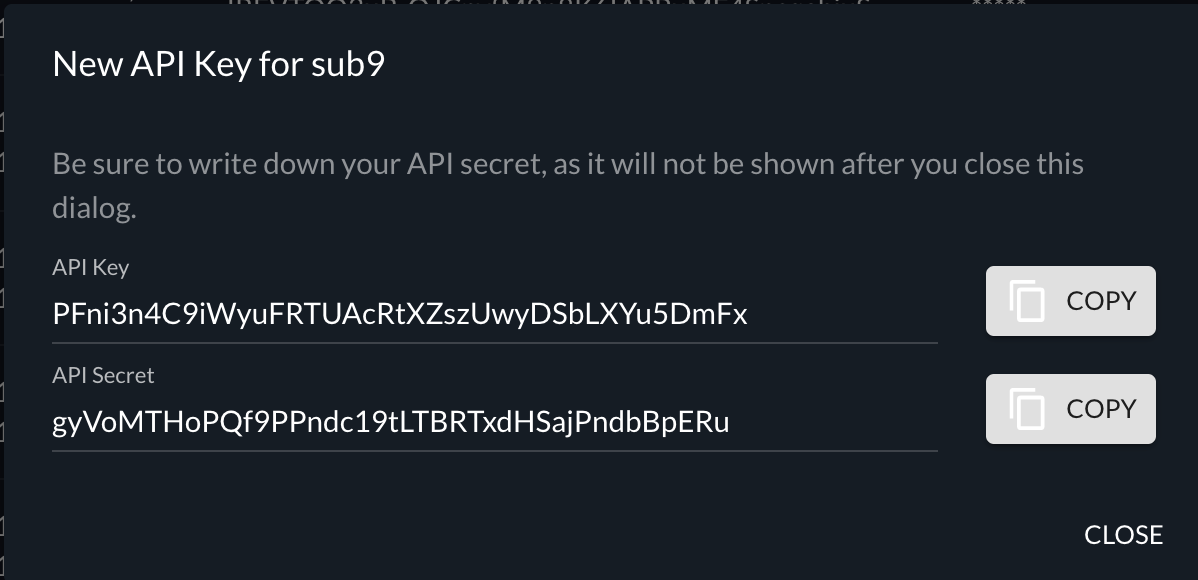 New API Key for sub9
Be sure to write down your API secret, as it will not be shown after you close this
dialog.
API Key
PFni3n4C9iWyuFRTUAcRtXZszUwyDSbLXYu5DmFx
COPY
API Secret
gyVoMTHoPQf9PPndc19tLTBRTxdHSajPndbBpERu
COPY
CLOSE